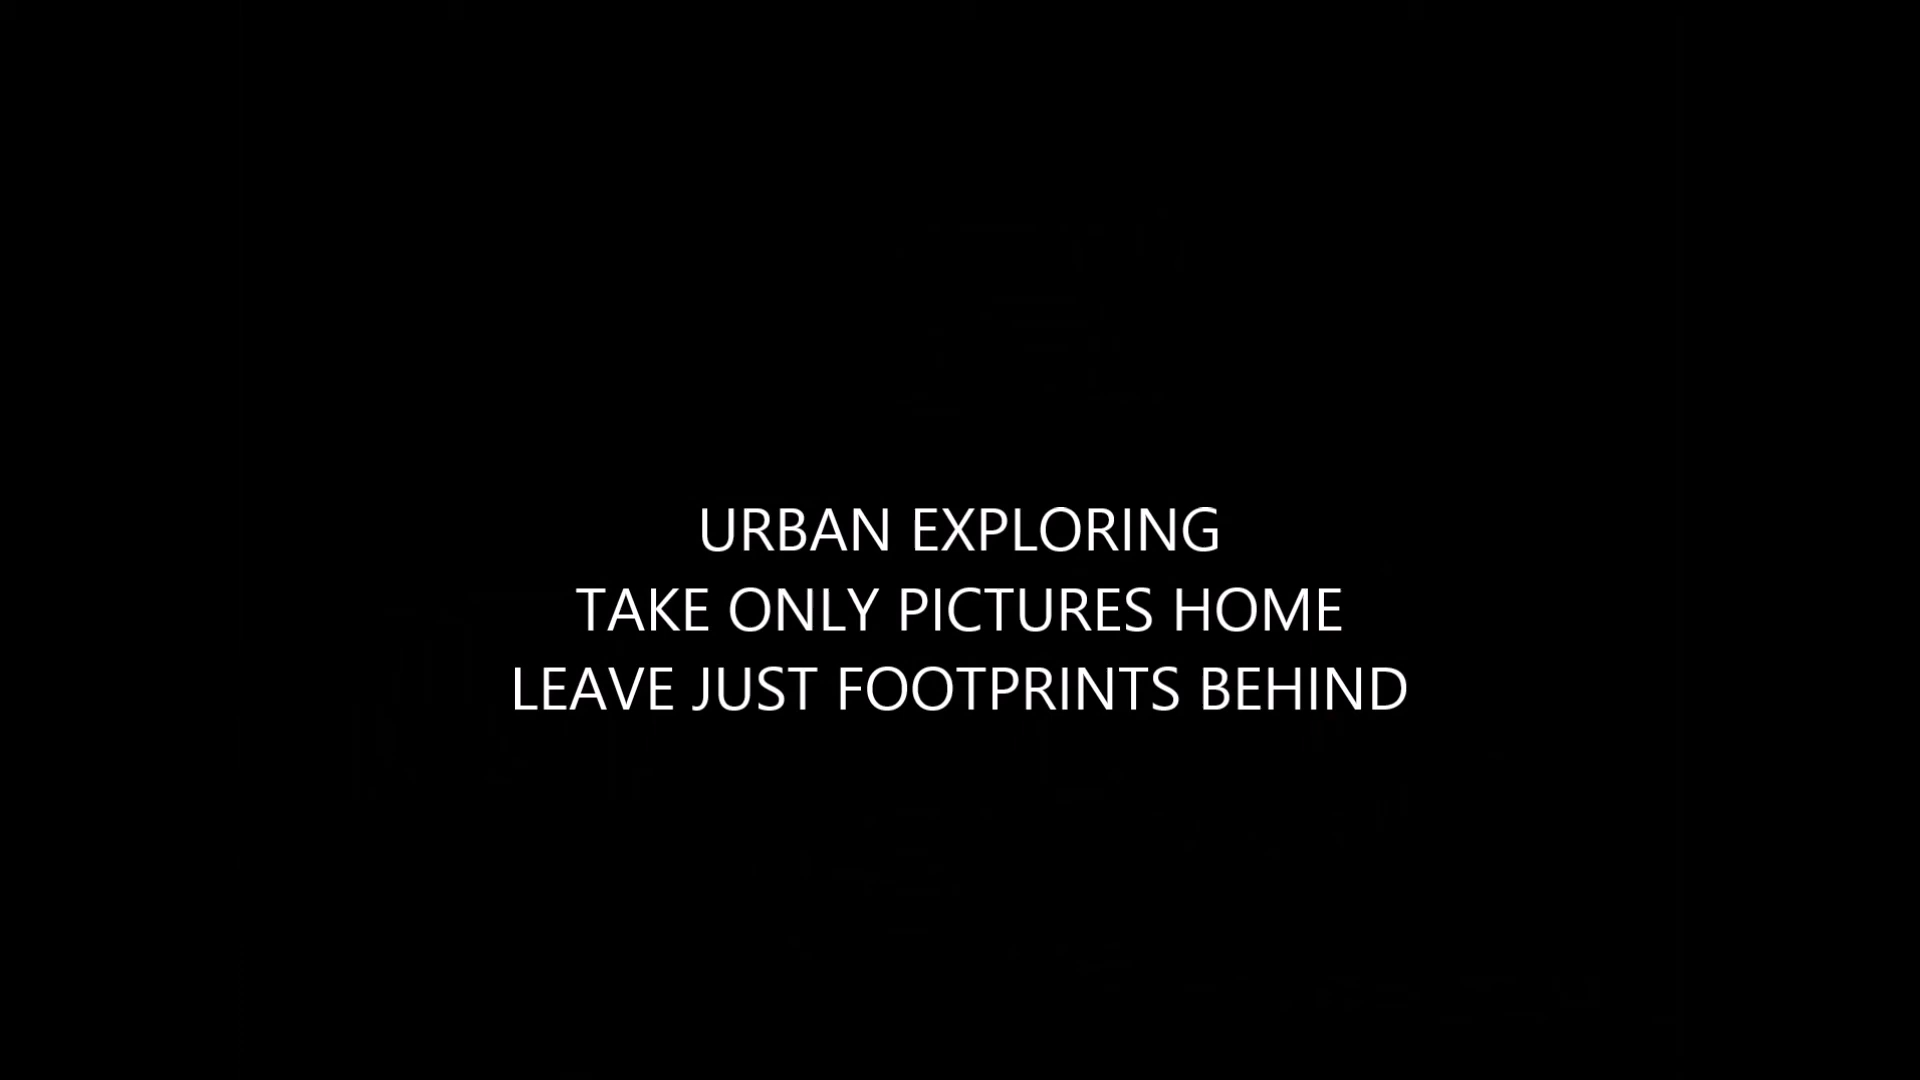 URBAN EXPLORING
TAKE ONLY PICTURES HOME
LEAVE JUST FOOTPRINTS BEHIND